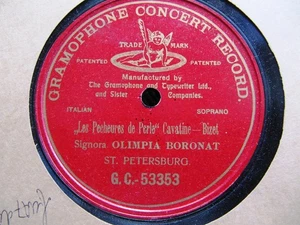 GRAMOPHONE CONCERT RECORD.
TRADE MARK
PATENTED PATENTED
Manufactured by
The Gramophone and Typewriter Ltd.,
and Sister Companies.
ITALIAN SOPRANO
„Les Pêcheures de Perle“ Cavatine—Bizet
Signora OLIMPIA BORONAT
ST. PETERSBURG.
G.C.-53353